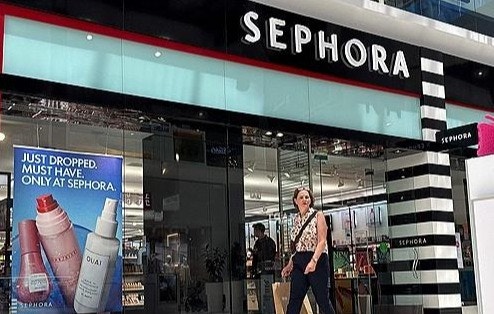 SEPHORA
SEPHORA
JUST DROPPED.
MUST HAVE.
ONLY AT SEPHORA.
OUAI
SEPHORA
SEPHORA